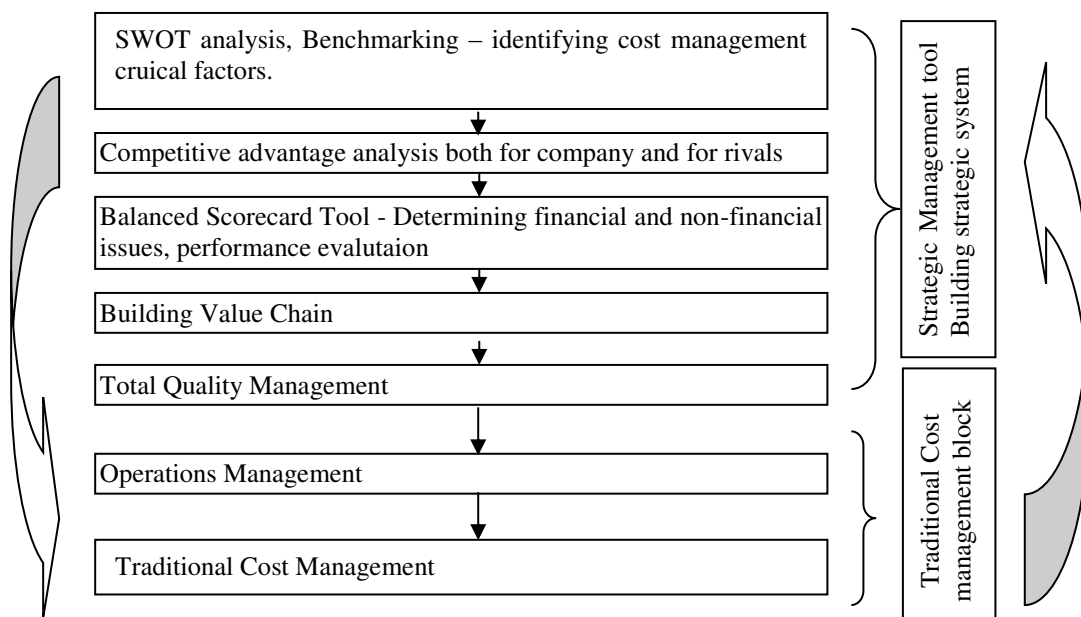 SWOT analysis, Benchmarking – identifying cost management
cruical factors.
Competitive advantage analysis both for company and for rivals
Balanced Scorecard Tool - Determining financial and non-financial
issues, performance evalutaion
Building Value Chain
Total Quality Management
Operations Management
Traditional Cost Management
Strategic Management tool
Building strategic system
Traditional Cost
management block